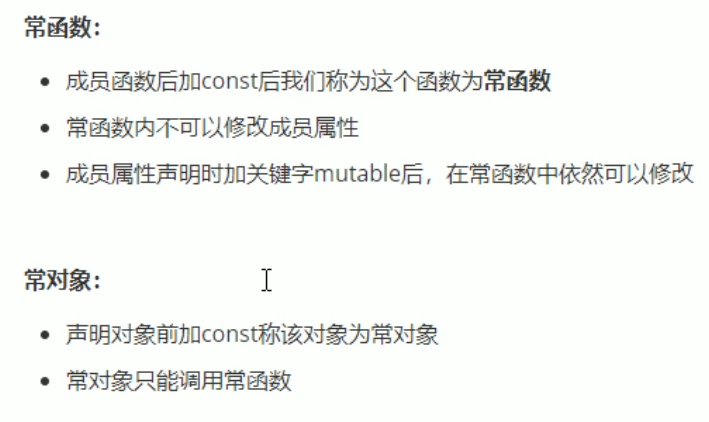 常函数：
成员函数后加const后我们称为这个函数为常函数
常函数内不可以修改成员属性
成员属性声明时加关键字mutable后，在常函数中依然可以修改
常对象：
声明对象前加const称该对象为常对象
常对象只能调用常函数